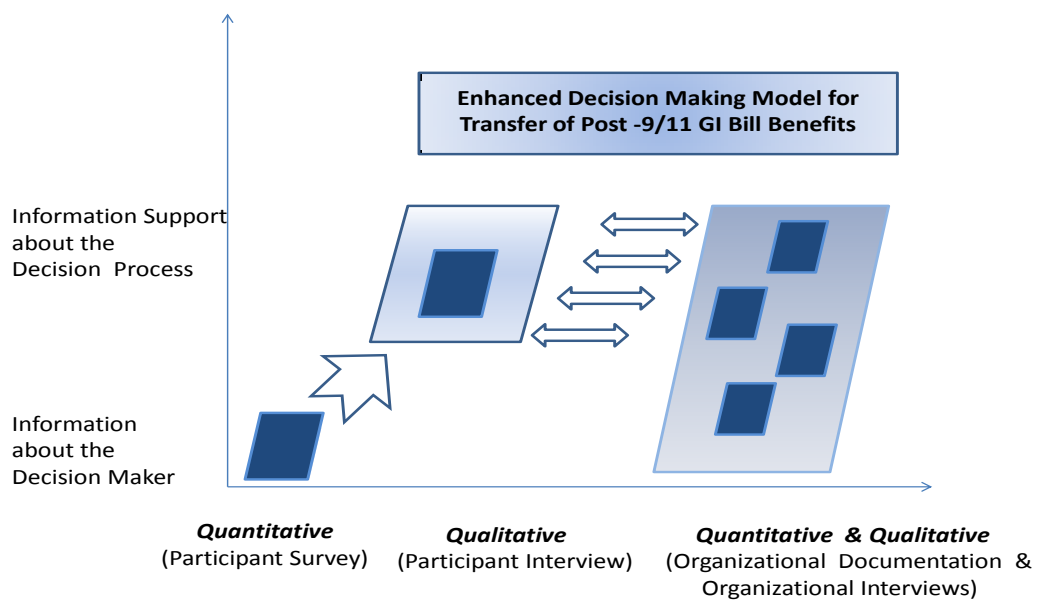 Enhanced Decision Making Model for
Transfer of Post -9/11 GI Bill Benefits
Information Support
about the
Decision Process
Information
about the
Decision Maker
Quantitative
(Participant Survey)
Qualitative
(Participant Interview)
Quantitative & Qualitative
(Organizational Documentation &
Organizational Interviews)